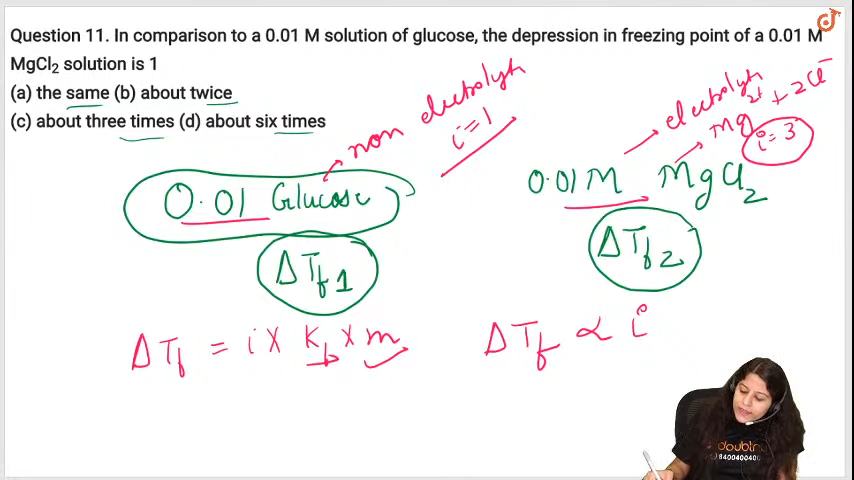 Question 11. In comparison to a 0.01 M solution of glucose, the depression in freezing point of a 0.01 M
MgCl₂ solution is 1
(a) the same (b) about twice
(c) about three times (d) about six times
non electrolyte
i=1
electrolyte
Mg²⁺ + 2Cl⁻
i=3
0.01 Glucose
0.01 M MgCl₂
ΔTf1
ΔTf2
ΔTf = i × Kf × m
ΔTf ∝ i
doubtnut
8400400400